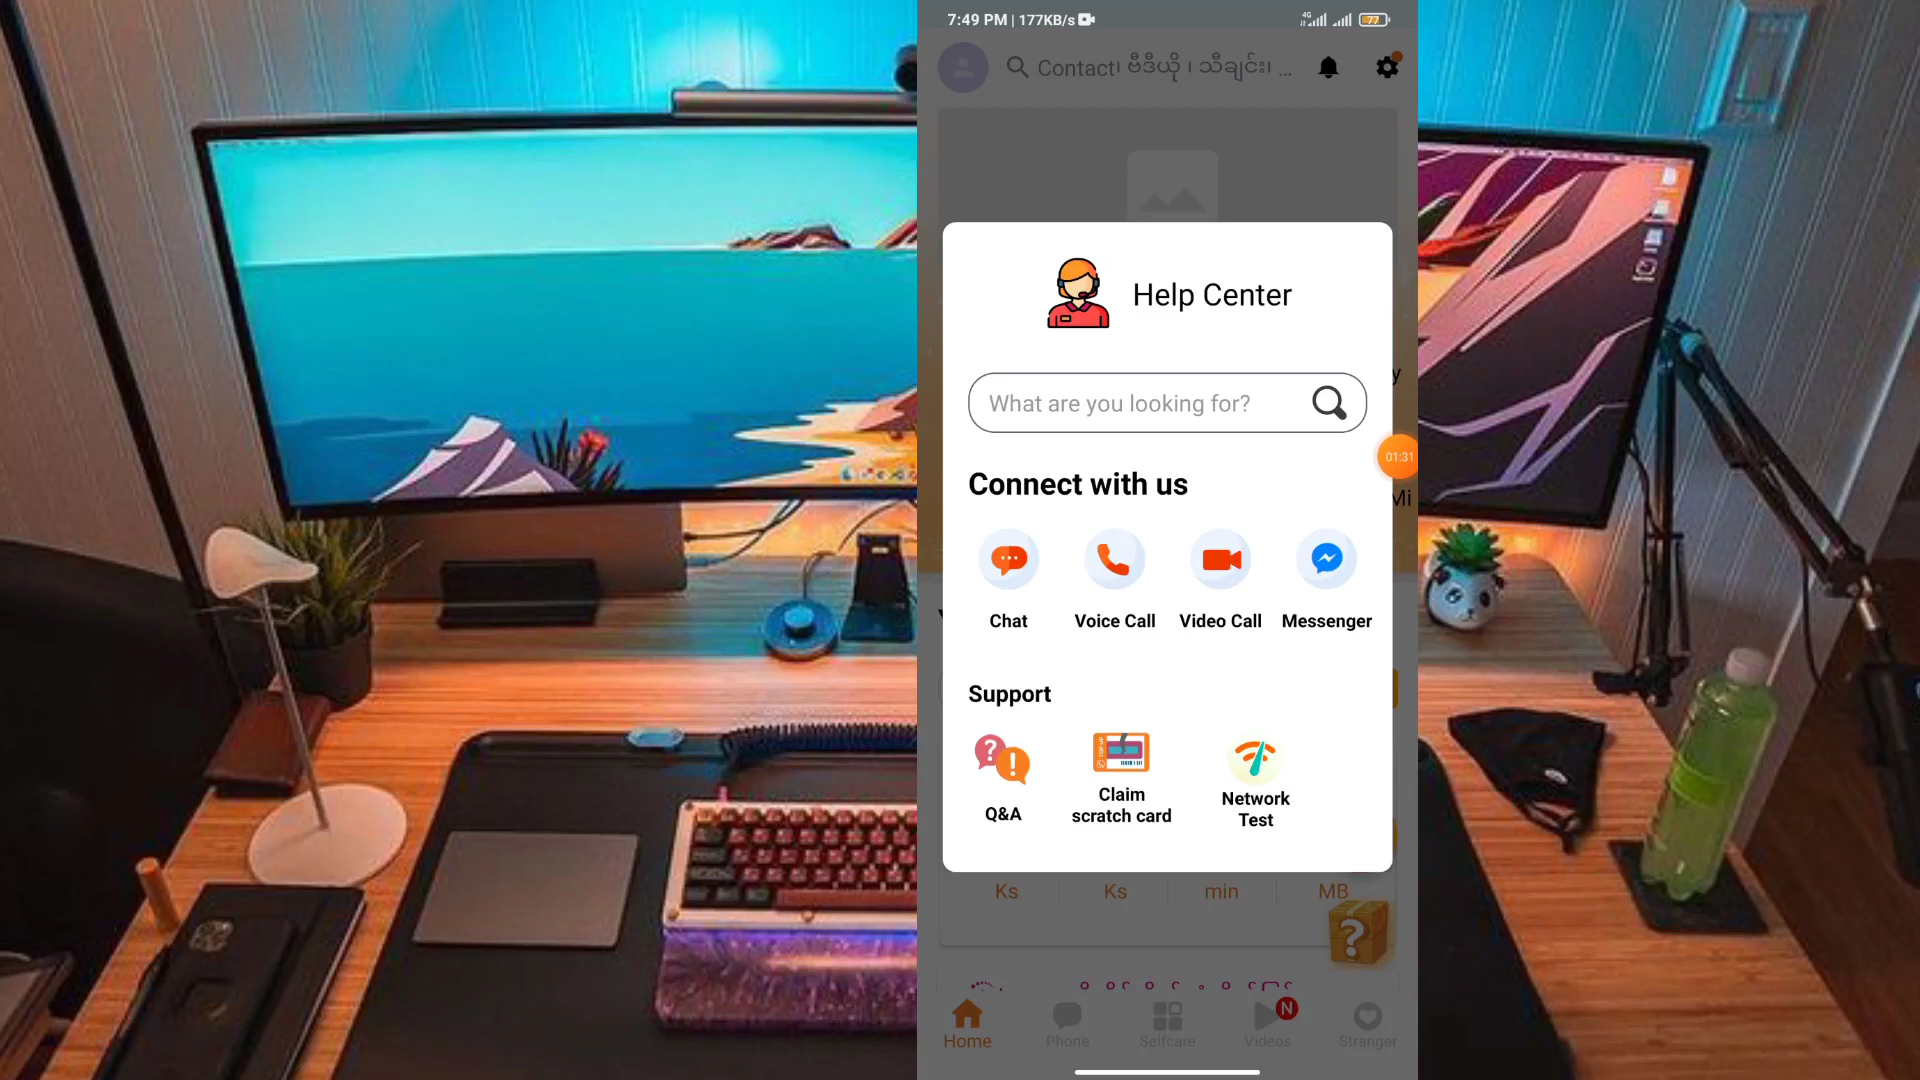 7:49 PM | 177KB/s
4G
77
Contact၊ ဗီဒီယို ၊ သီချင်း၊ ...
Help Center
What are you looking for?
01:31
Connect with us
Chat
Voice Call
Video Call
Messenger
Support
Q&A
Claim
scratch card
Network
Test
Ks
Ks
min
MB
N
Home
Phone
Selfcare
Videos
Stranger